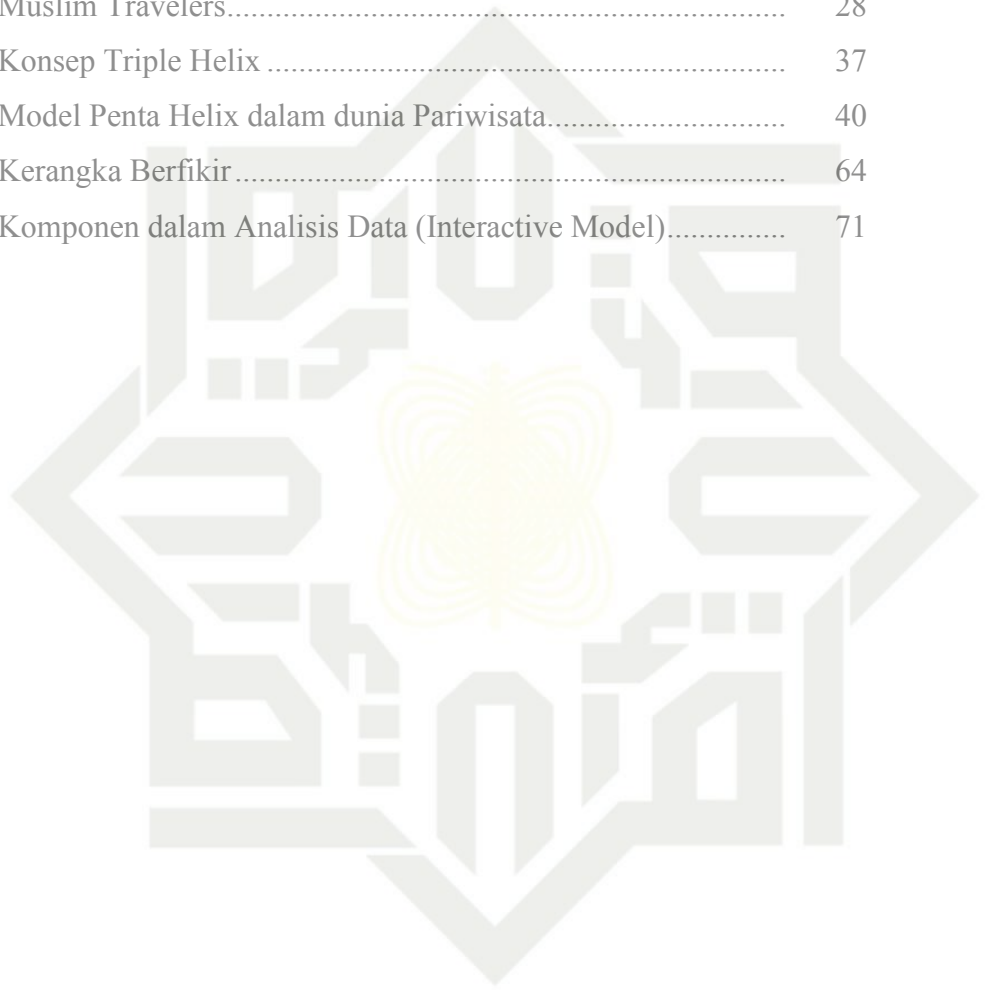 Muslim Travelers.................................................................. 28
Konsep Triple Helix ............................................................. 37
Model Penta Helix dalam dunia Pariwisata............................ 40
Kerangka Berfikir ................................................................. 64
Komponen dalam Analisis Data (Interactive Model)............... 71